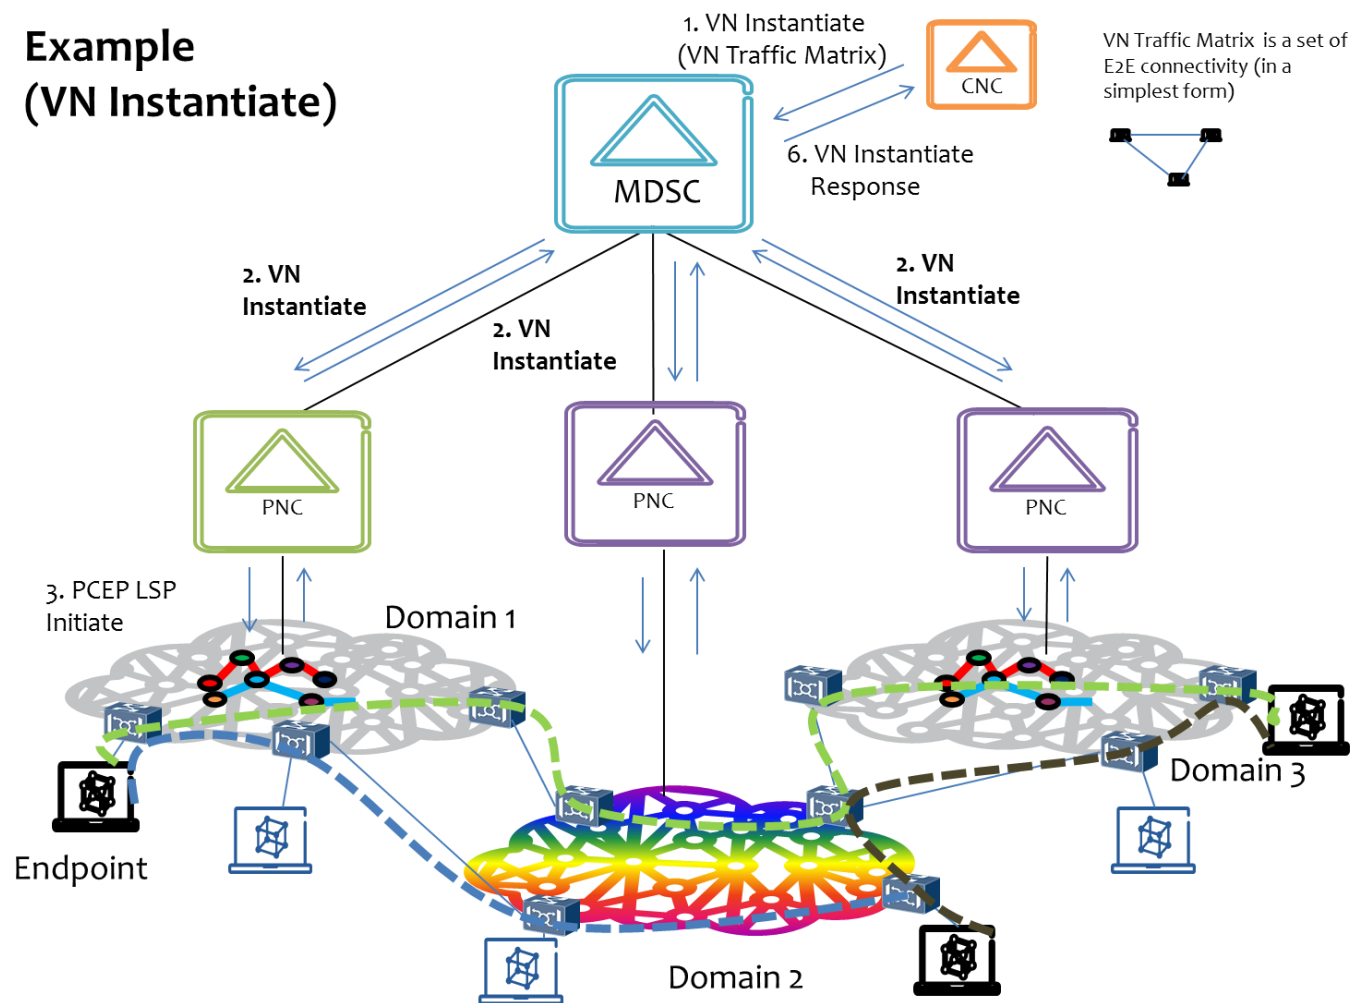 Example
(VN Instantiate)
1. VN Instantiate
(VN Traffic Matrix)
CNC
VN Traffic Matrix is a set of
E2E connectivity (in a
simplest form)
MDSC
6. VN Instantiate
Response
2. VN
Instantiate
2. VN
Instantiate
2. VN
Instantiate
PNC
PNC
PNC
3. PCEP LSP
Initiate
Domain 1
Domain 3
Endpoint
Domain 2